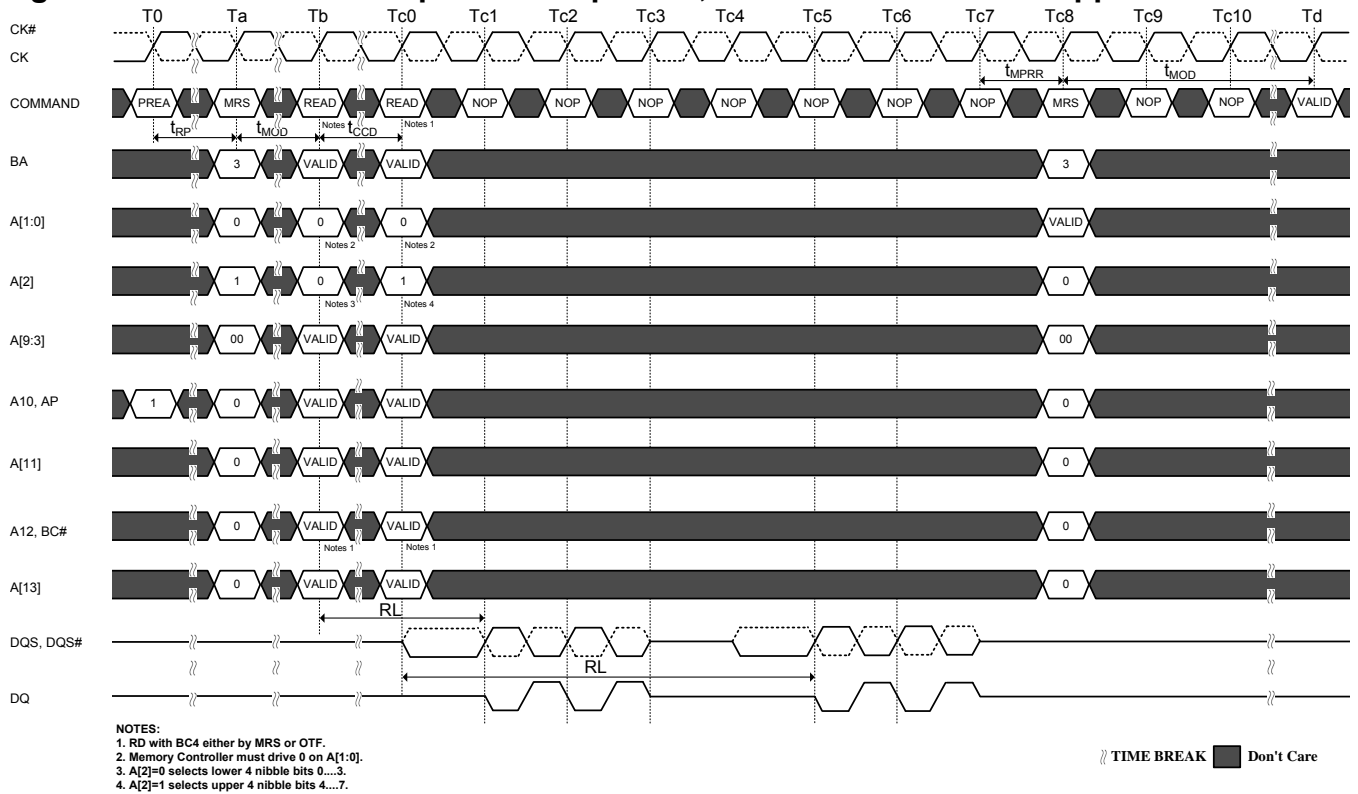 T0 Ta Tb Tc0 Tc1 Tc2 Tc3 Tc4 Tc5 Tc6 Tc7 Tc8 Tc9 Tc10 Td
CK#
CK
tMPRR tMOD
COMMAND PREA MRS READ READ NOP NOP NOP NOP NOP NOP NOP MRS NOP NOP VALID
Notes 1 Notes 1
tRP tMOD tCCD
BA 3 VALID VALID 3
A[1:0] 0 0 0 VALID
Notes 2 Notes 2
A[2] 1 0 1 0
Notes 3 Notes 4
A[9:3] 00 VALID VALID 00
A10, AP 1 0 VALID VALID 0
A[11] 0 VALID VALID 0
A12, BC# 0 VALID VALID 0
Notes 1 Notes 1
A[13] 0 VALID VALID 0
RL
DQS, DQS#
RL
DQ
NOTES:
1. RD with BC4 either by MRS or OTF.
2. Memory Controller must drive 0 on A[1:0].
3. A[2]=0 selects lower 4 nibble bits 0....3.
4. A[2]=1 selects upper 4 nibble bits 4....7.
TIME BREAK Don't Care